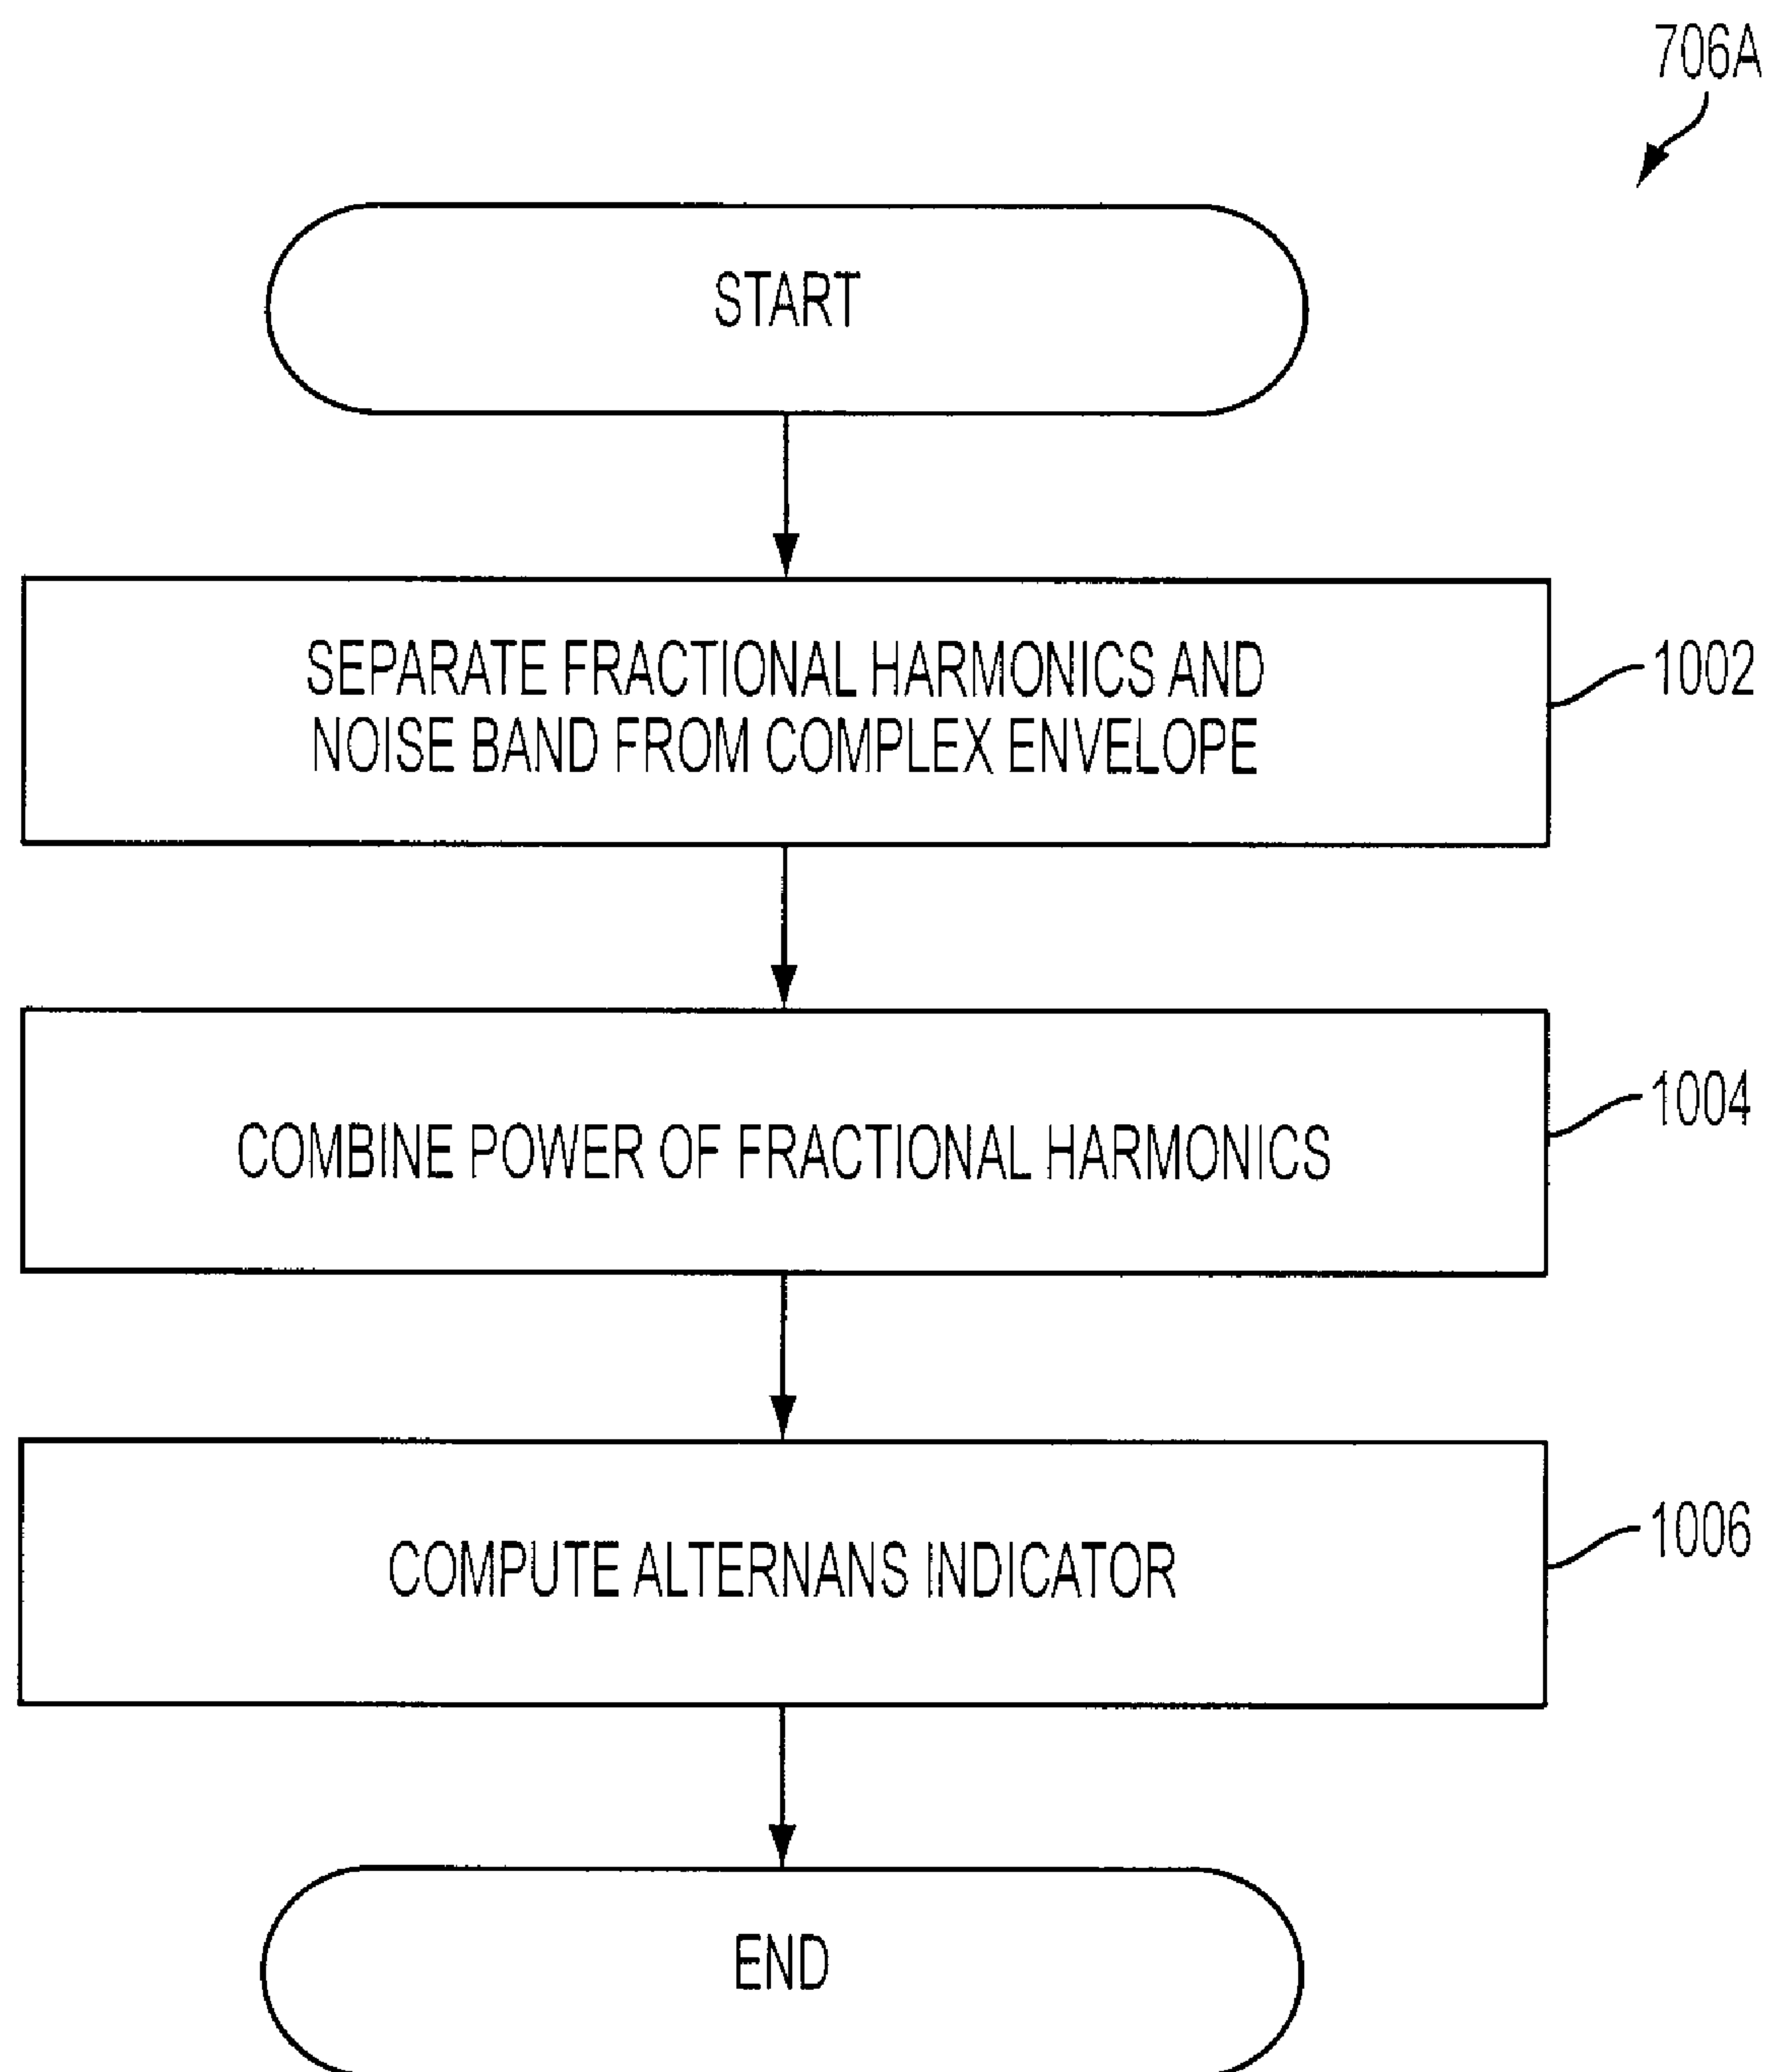 706A
START
SEPARATE FRACTIONAL HARMONICS AND
NOISE BAND FROM COMPLEX ENVELOPE
1002
COMBINE POWER OF FRACTIONAL HARMONICS
1004
COMPUTE ALTERNANS INDICATOR
1006
END